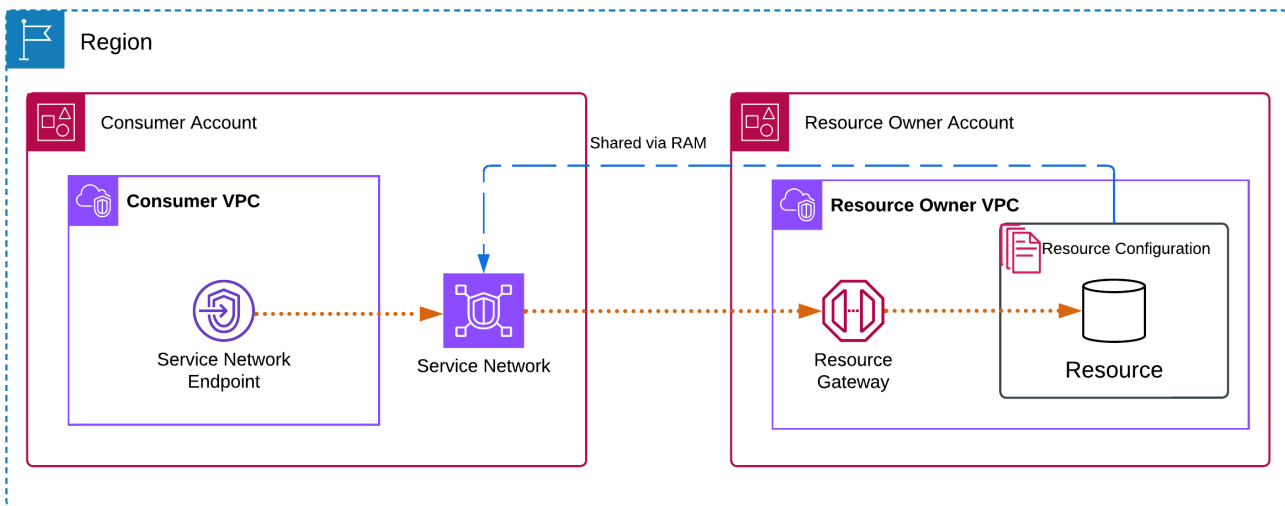 Region
Consumer Account
Shared via RAM
Resource Owner Account
Consumer VPC
Resource Owner VPC
Resource Configuration
Service Network
Endpoint
Service Network
Resource
Gateway
Resource